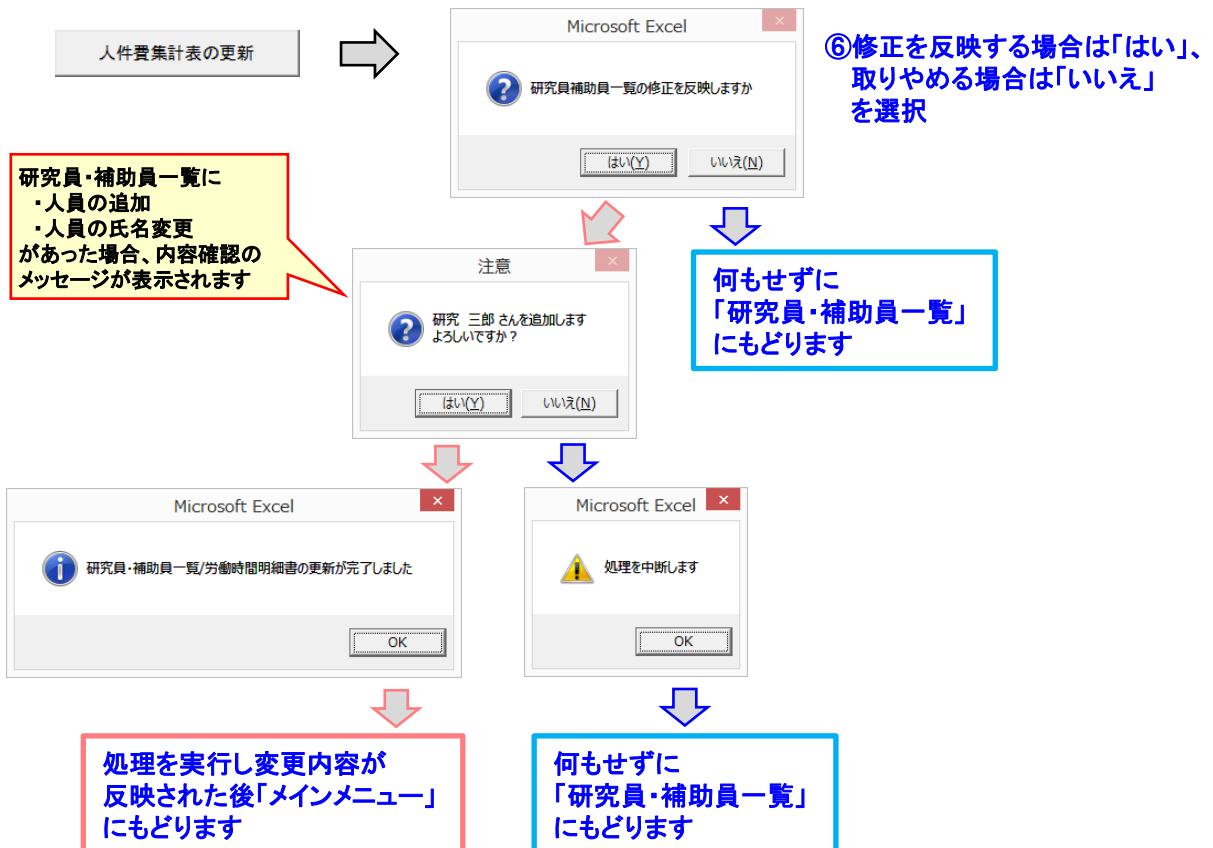 人件費集計表の更新
Microsoft Excel
研究員補助員一覧の修正を反映しますか
はい(Y)
いいえ(N)
⑥修正を反映する場合は「はい」、
取りやめる場合は「いいえ」
を選択
研究員・補助員一覧に
・人員の追加
・人員の氏名変更
があった場合、内容確認の
メッセージが表示されます
注意
研究 三郎 さんを追加します
よろしいですか？
はい(Y)
いいえ(N)
何もせずに
「研究員・補助員一覧」
にもどります
Microsoft Excel
研究員・補助員一覧/労働時間明細書の更新が完了しました
OK
Microsoft Excel
処理を中断します
OK
処理を実行し変更内容が
反映された後「メインメニュー」
にもどります
何もせずに
「研究員・補助員一覧」
にもどります